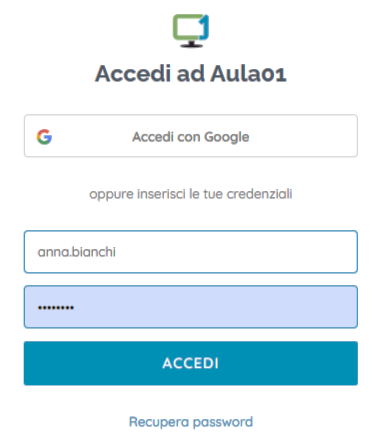 Accedi ad Aula01
Accedi con Google
oppure inserisci le tue credenziali
anna.bianchi
••••••••
ACCEDI
Recupera password